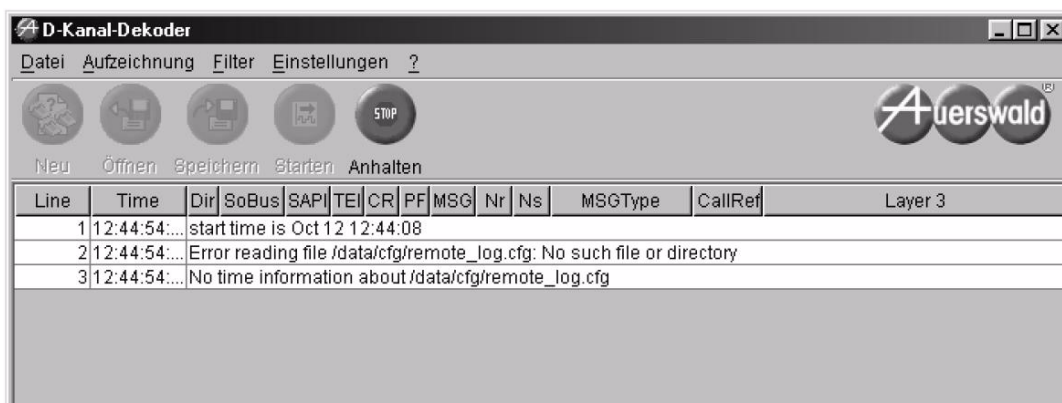 D-Kanal-Dekoder
Datei Aufzeichnung Filter Einstellungen ?
STOP
Auerswald (R)
Neu Öffnen Speichern Starten Anhalten
Line Time Dir SoBus SAPI TEI CR PF MSG Nr Ns MSGType CallRef Layer 3
1 12:44:54:... start time is Oct 12 12:44:08
2 12:44:54:... Error reading file /data/cfg/remote_log.cfg: No such file or directory
3 12:44:54:... No time information about /data/cfg/remote_log.cfg